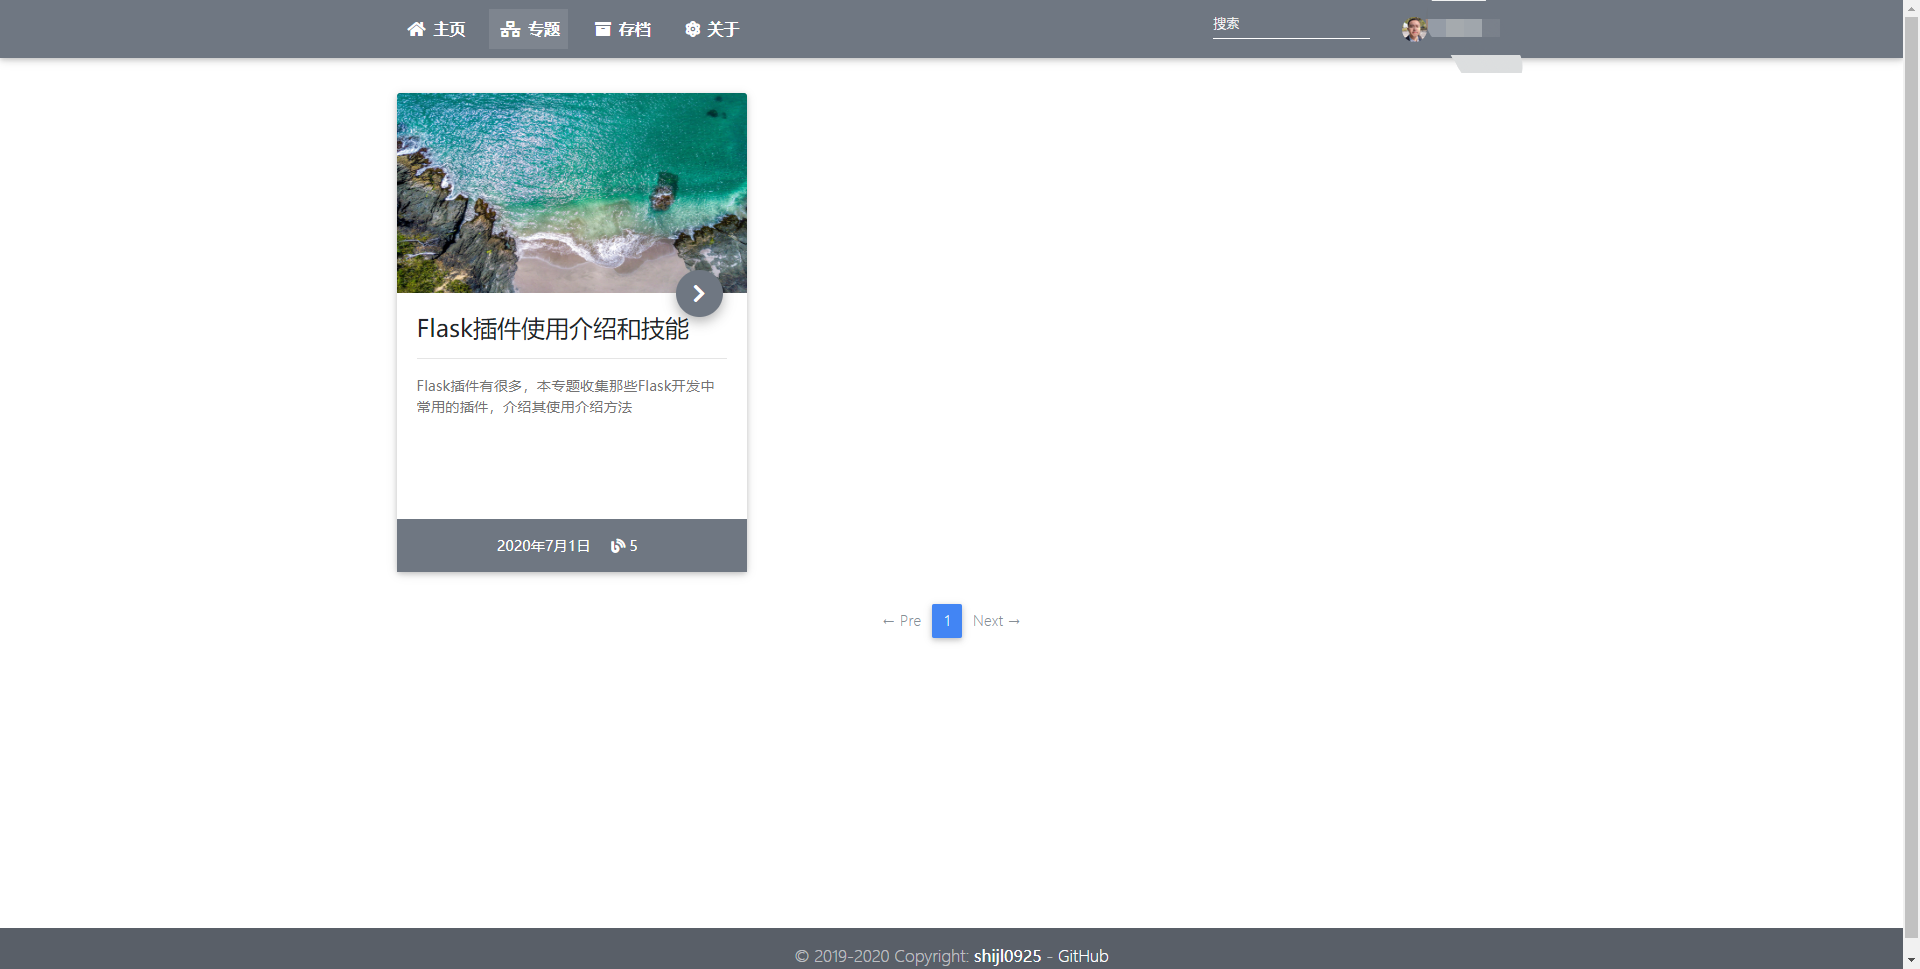 主页 专题 存档 关于 搜索
Flask插件使用介绍和技能
Flask插件有很多，本专题收集那些Flask开发中
常用的插件，介绍其使用介绍方法
2020年7月1日 5
← Pre 1 Next →
© 2019-2020 Copyright: shijl0925 - GitHub